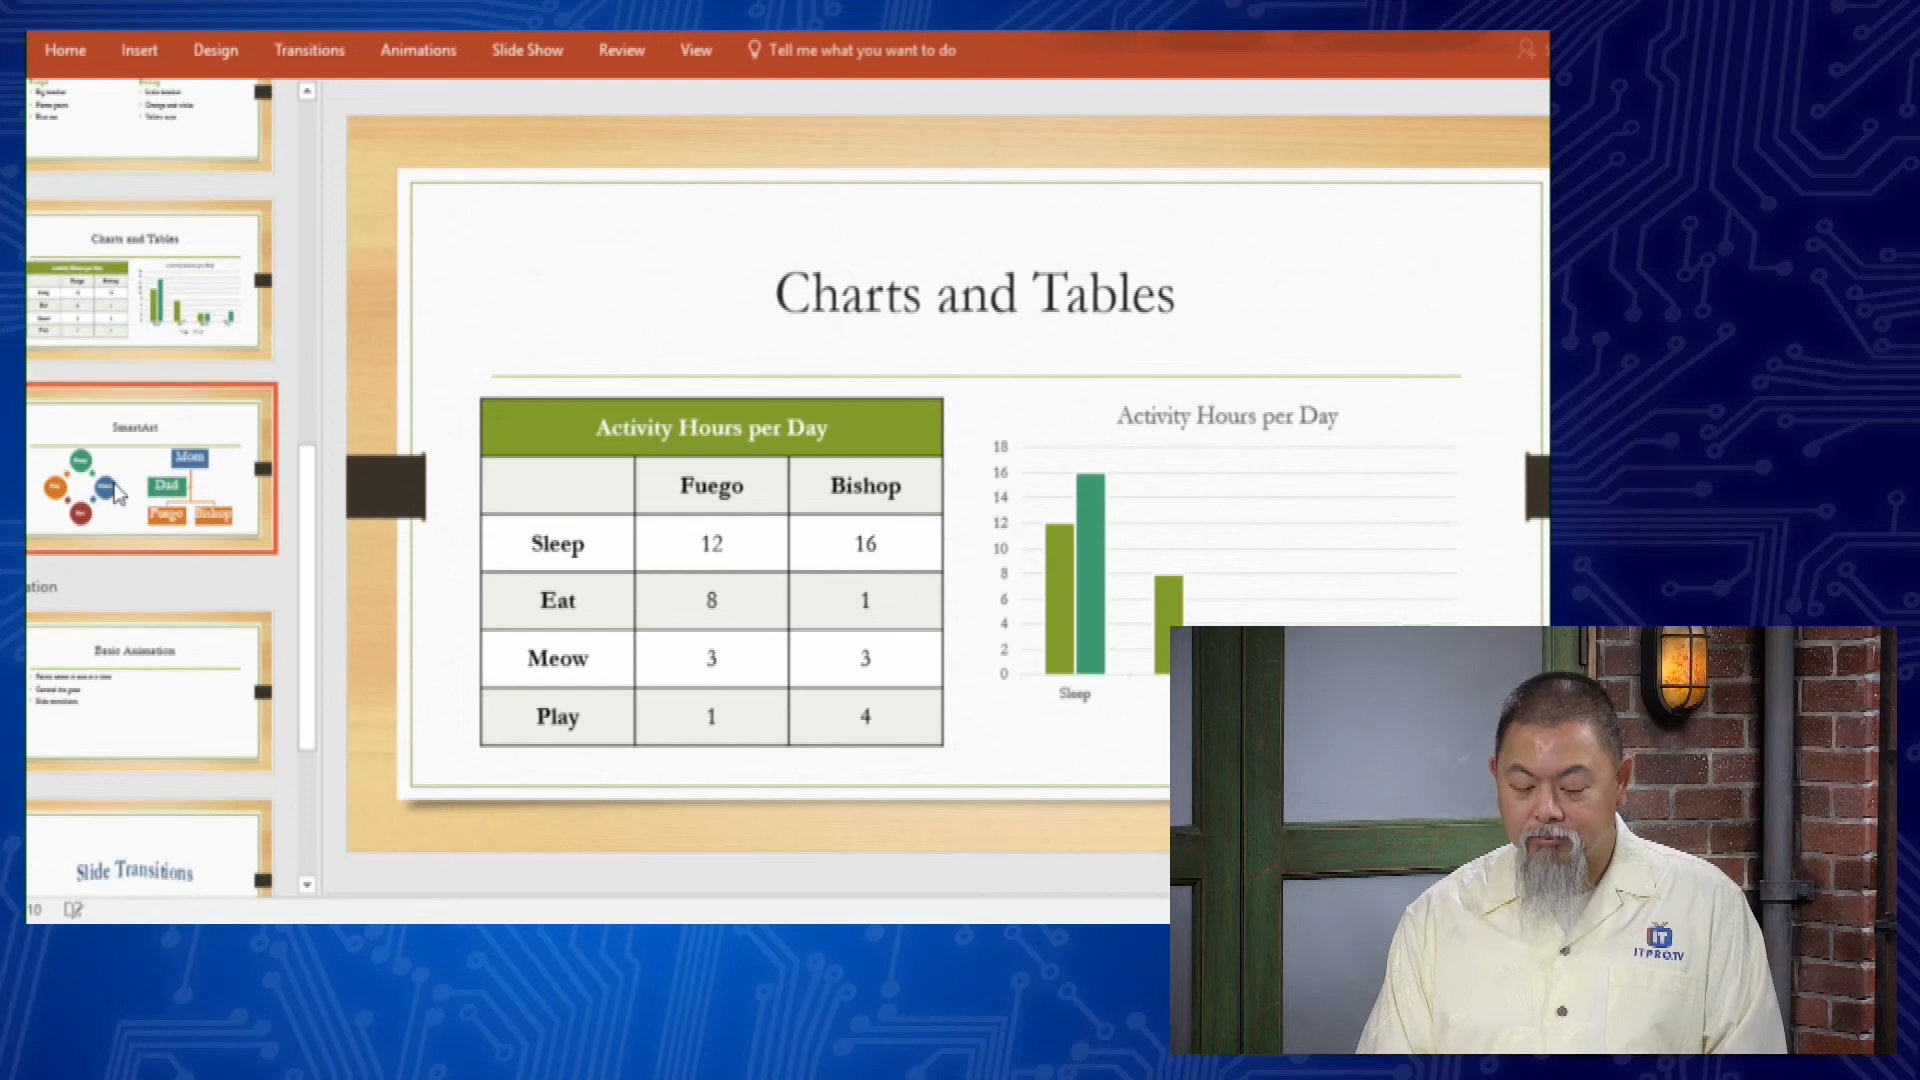 Home Insert Design Transitions Animations Slide Show Review View Tell me what you want to do
Charts and Tables
SmartArt
Mom
Dad
Fuego Bishop
ation
Basic Animation
Slide Transitions
10
Charts and Tables
Activity Hours per Day
Fuego Bishop
Sleep 12 16
Eat 8 1
Meow 3 3
Play 1 4
Activity Hours per Day
18
16
14
12
10
8
6
4
2
0
Sleep
IT
ITPRO.TV